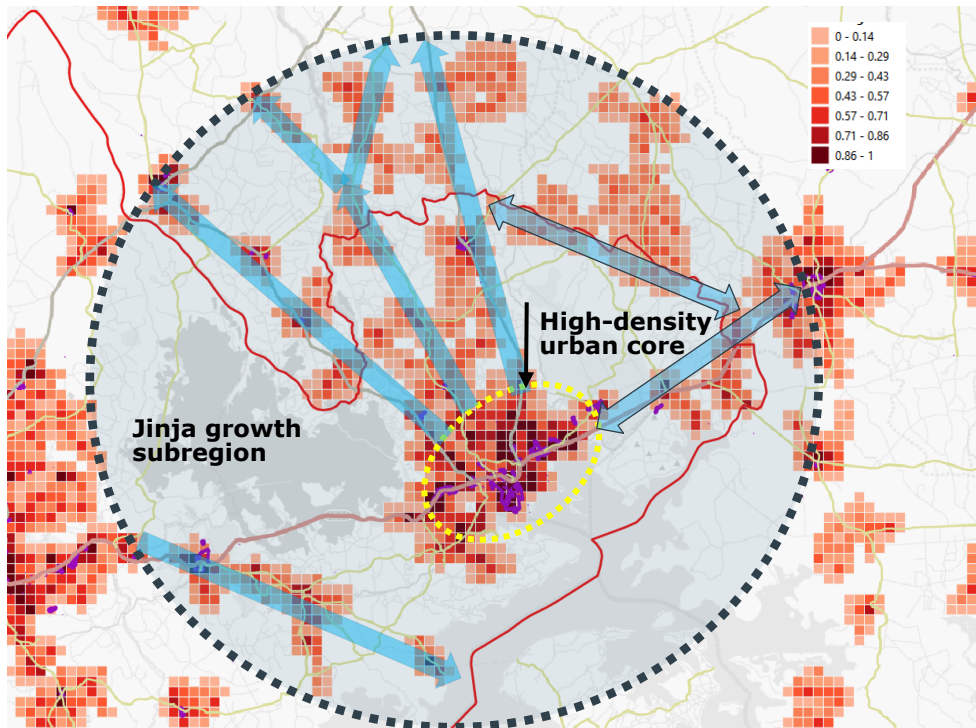 0 - 0.14
0.14 - 0.29
0.29 - 0.43
0.43 - 0.57
0.57 - 0.71
0.71 - 0.86
0.86 - 1
High-density
urban core
Jinja growth
subregion